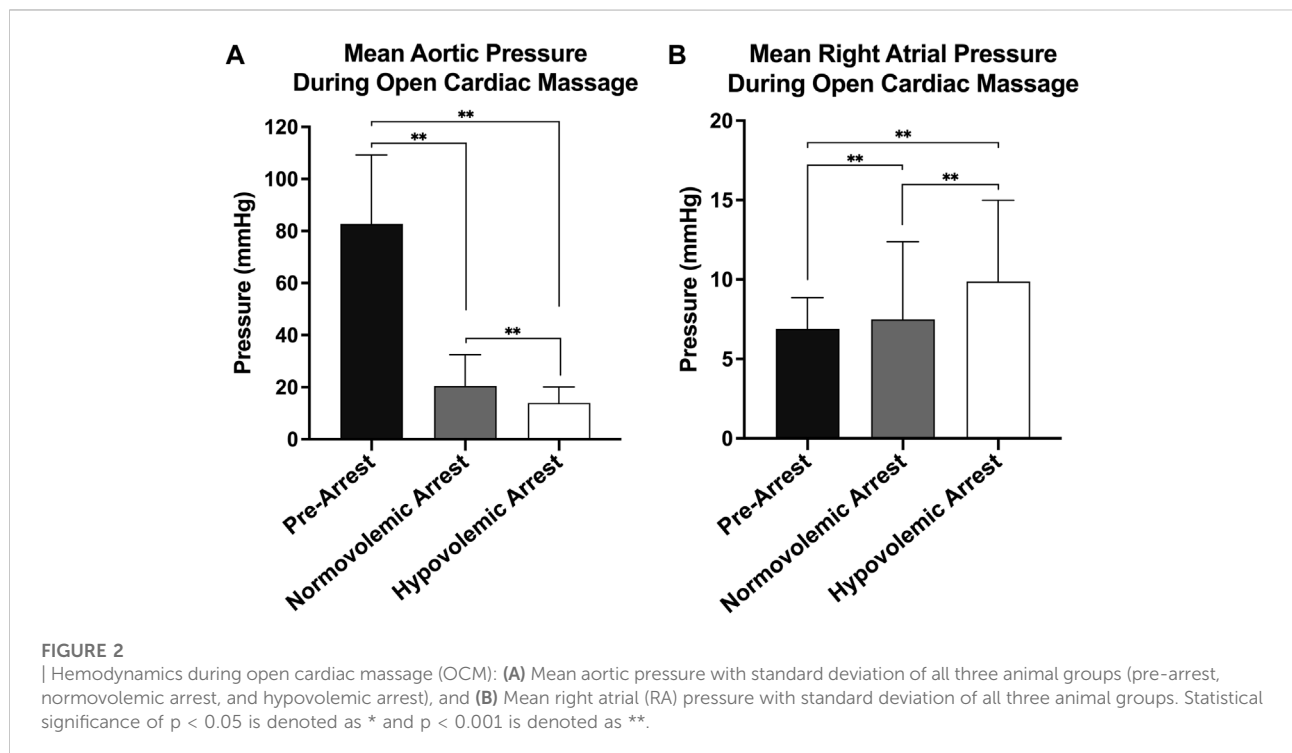 A
Mean Aortic Pressure
During Open Cardiac Massage
Pressure (mmHg)
120
100
80
60
40
20
0
**
**
**
Pre-Arrest
Normovolemic Arrest
Hypovolemic Arrest
B
Mean Right Atrial Pressure
During Open Cardiac Massage
Pressure (mmHg)
20
15
10
5
0
**
**
**
Pre-Arrest
Normovolemic Arrest
Hypovolemic Arrest
FIGURE 2
| Hemodynamics during open cardiac massage (OCM): (A) Mean aortic pressure with standard deviation of all three animal groups (pre-arrest,
normovolemic arrest, and hypovolemic arrest), and (B) Mean right atrial (RA) pressure with standard deviation of all three animal groups. Statistical
significance of p < 0.05 is denoted as * and p < 0.001 is denoted as **.